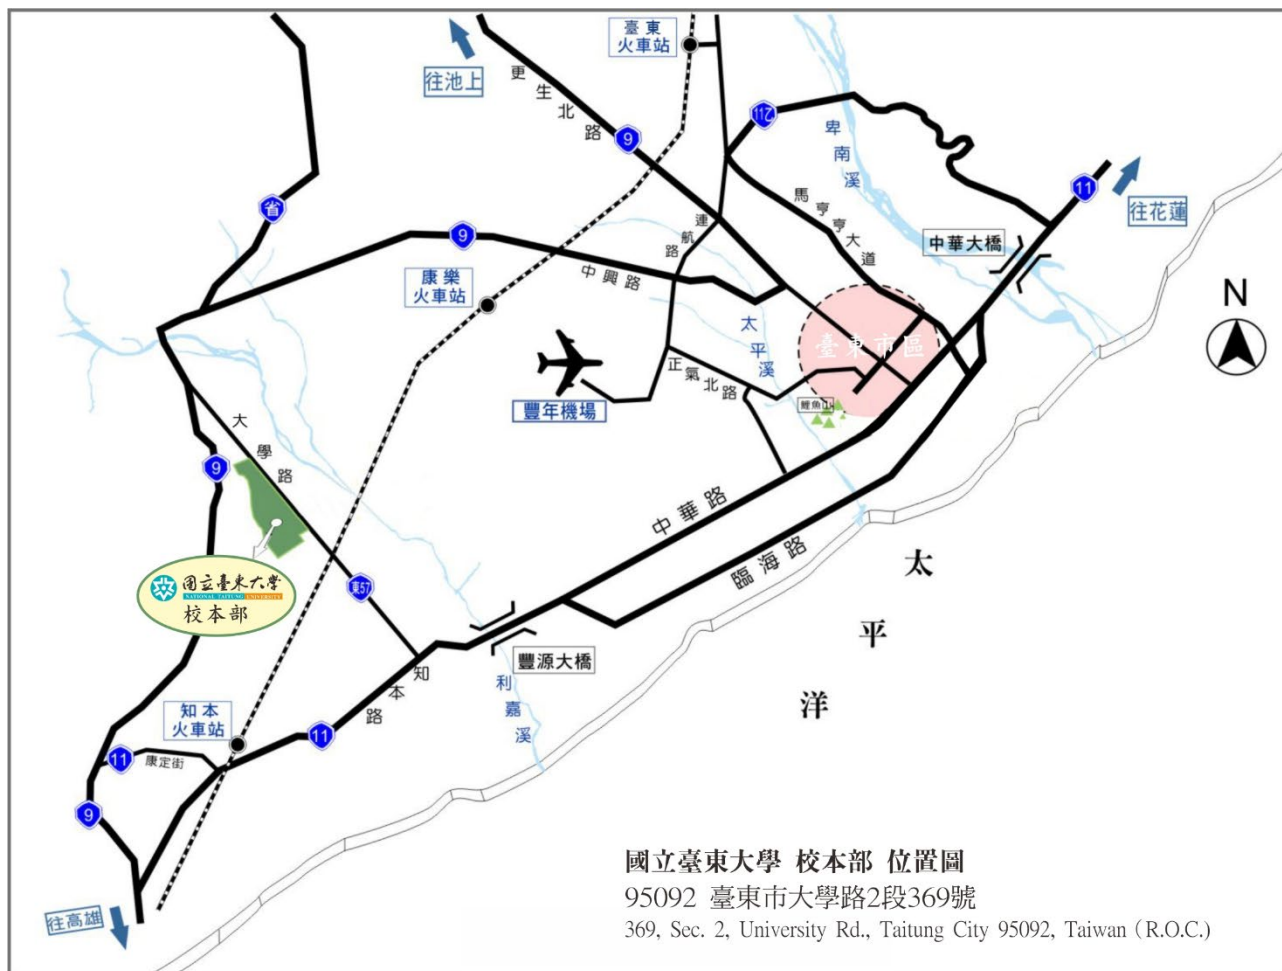 臺東
火車站
往池上
更生北路
9
11乙
卑南溪
11
往花蓮
省
馬亨亨大道
中華大橋
連航路
9
中興路
康樂
火車站
N
太平溪
臺東市區
正氣北路
豐年機場
鯉魚山
大學路
9
中華路
臨海路
太平洋
國立臺東大學
NATIONAL TAITUNG UNIVERSITY
校本部
東57
豐源大橋
知本路
利嘉溪
知本
火車站
11
11
康定街
9
往高雄
國立臺東大學 校本部 位置圖
95092 臺東市大學路2段369號
369, Sec. 2, University Rd., Taitung City 95092, Taiwan (R.O.C.)